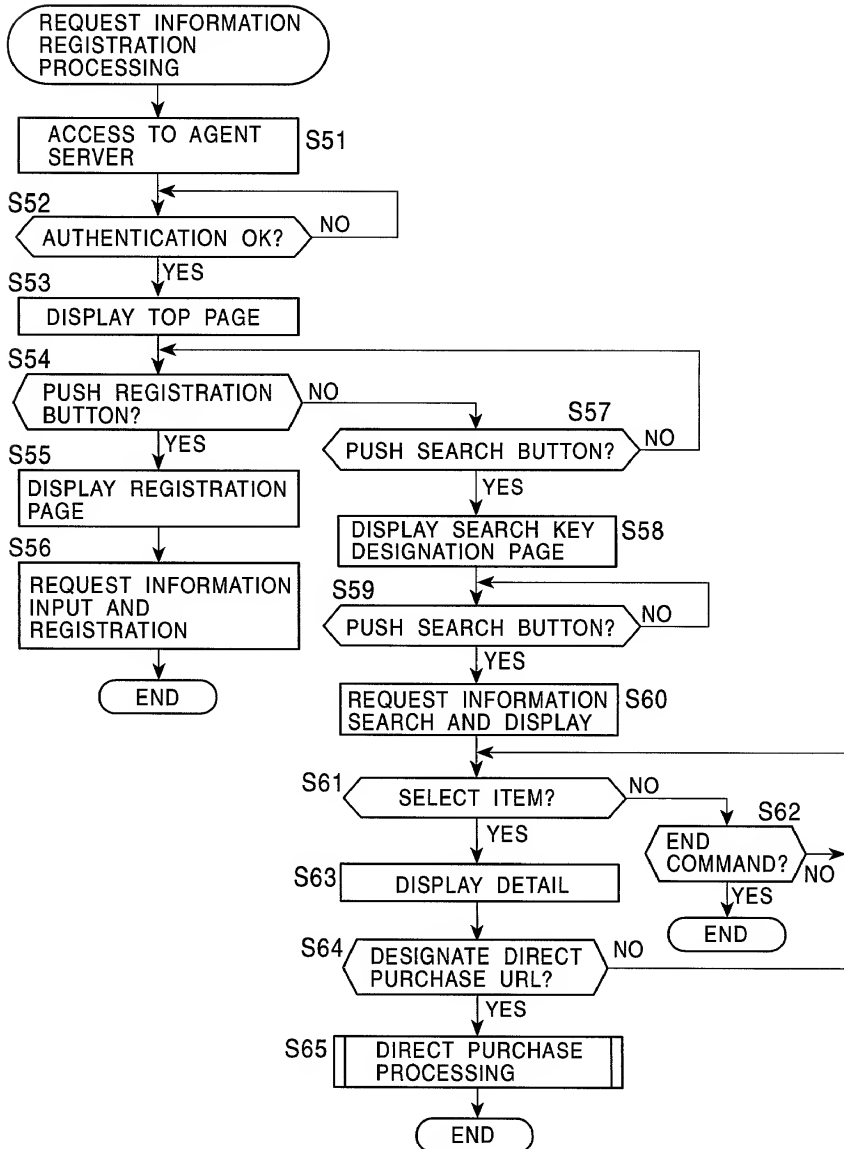 REQUEST INFORMATION
REGISTRATION
PROCESSING
ACCESS TO AGENT
SERVER
S51
S52
AUTHENTICATION OK?
NO
YES
S53
DISPLAY TOP PAGE
S54
PUSH REGISTRATION
BUTTON?
NO
YES
S55
DISPLAY REGISTRATION
PAGE
S56
REQUEST INFORMATION
INPUT AND
REGISTRATION
END
S57
PUSH SEARCH BUTTON?
NO
YES
DISPLAY SEARCH KEY
DESIGNATION PAGE
S58
S59
PUSH SEARCH BUTTON?
NO
YES
REQUEST INFORMATION
SEARCH AND DISPLAY
S60
S61
SELECT ITEM?
NO
YES
S62
END
COMMAND?
NO
YES
END
S63
DISPLAY DETAIL
S64
DESIGNATE DIRECT
PURCHASE URL?
NO
YES
S65
DIRECT PURCHASE
PROCESSING
END